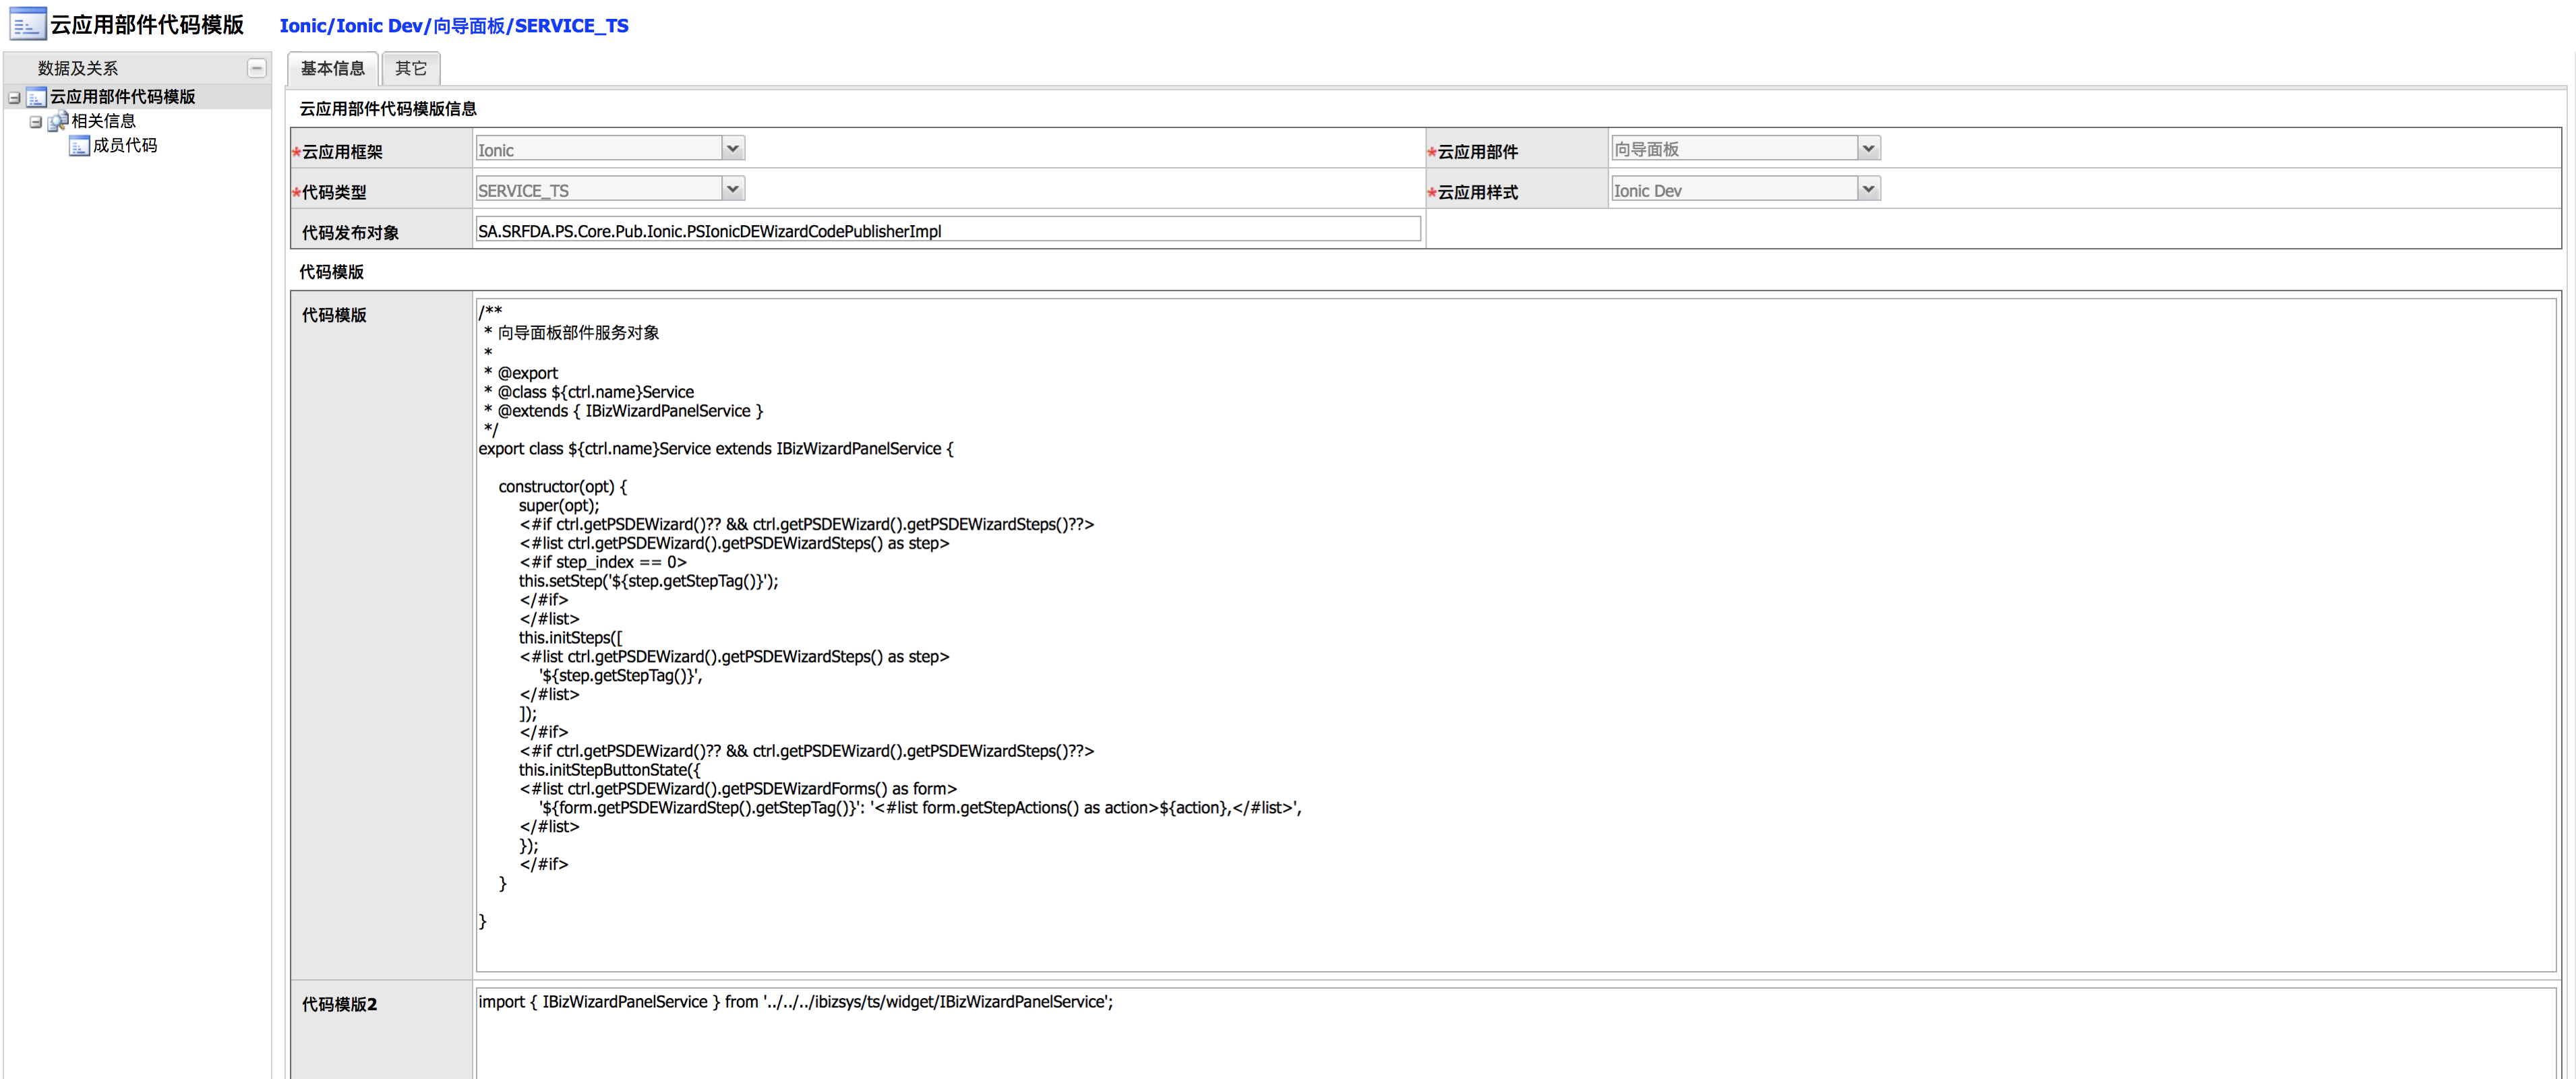 云应用部件代码模版 Ionic/Ionic Dev/向导面板/SERVICE_TS
数据及关系
云应用部件代码模版
相关信息
成员代码
基本信息 其它
云应用部件代码模版信息
*云应用框架 Ionic *云应用部件 向导面板
*代码类型 SERVICE_TS *云应用样式 Ionic Dev
代码发布对象 SA.SRFDA.PS.Core.Pub.Ionic.PSIonicDEWizardCodePublisherImpl
代码模版
代码模版
/**
 * 向导面板部件服务对象
 *
 * @export
 * @class ${ctrl.name}Service
 * @extends { IBizWizardPanelService }
 */
export class ${ctrl.name}Service extends IBizWizardPanelService {
    constructor(opt) {
        super(opt);
        <#if ctrl.getPSDEWizard()?? && ctrl.getPSDEWizard().getPSDEWizardSteps()??>
        <#list ctrl.getPSDEWizard().getPSDEWizardSteps() as step>
        <#if step_index == 0>
        this.setStep('${step.getStepTag()}');
        </#if>
        </#list>
        this.initSteps([
        <#list ctrl.getPSDEWizard().getPSDEWizardSteps() as step>
            '${step.getStepTag()}',
        </#list>
        ]);
        </#if>
        <#if ctrl.getPSDEWizard()?? && ctrl.getPSDEWizard().getPSDEWizardSteps()??>
        this.initStepButtonState({
        <#list ctrl.getPSDEWizard().getPSDEWizardForms() as form>
            '${form.getPSDEWizardStep().getStepTag()}': '<#list form.getStepActions() as action>${action},</#list>',
        </#list>
        });
        </#if>
    }
}
代码模版2
import { IBizWizardPanelService } from '../../../ibizsys/ts/widget/IBizWizardPanelService';